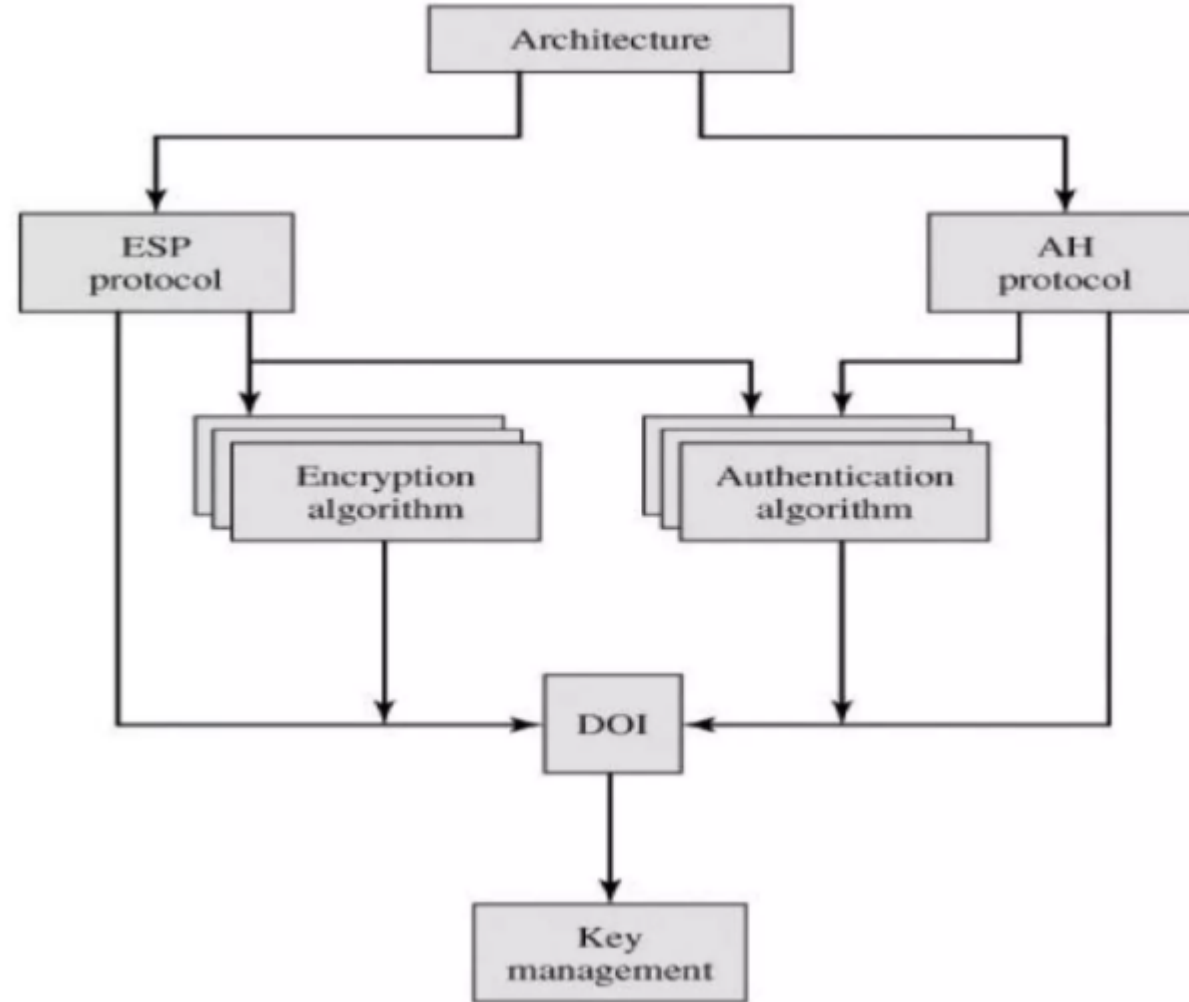 Architecture
ESP
protocol
AH
protocol
Encryption
algorithm
Authentication
algorithm
DOI
Key
management